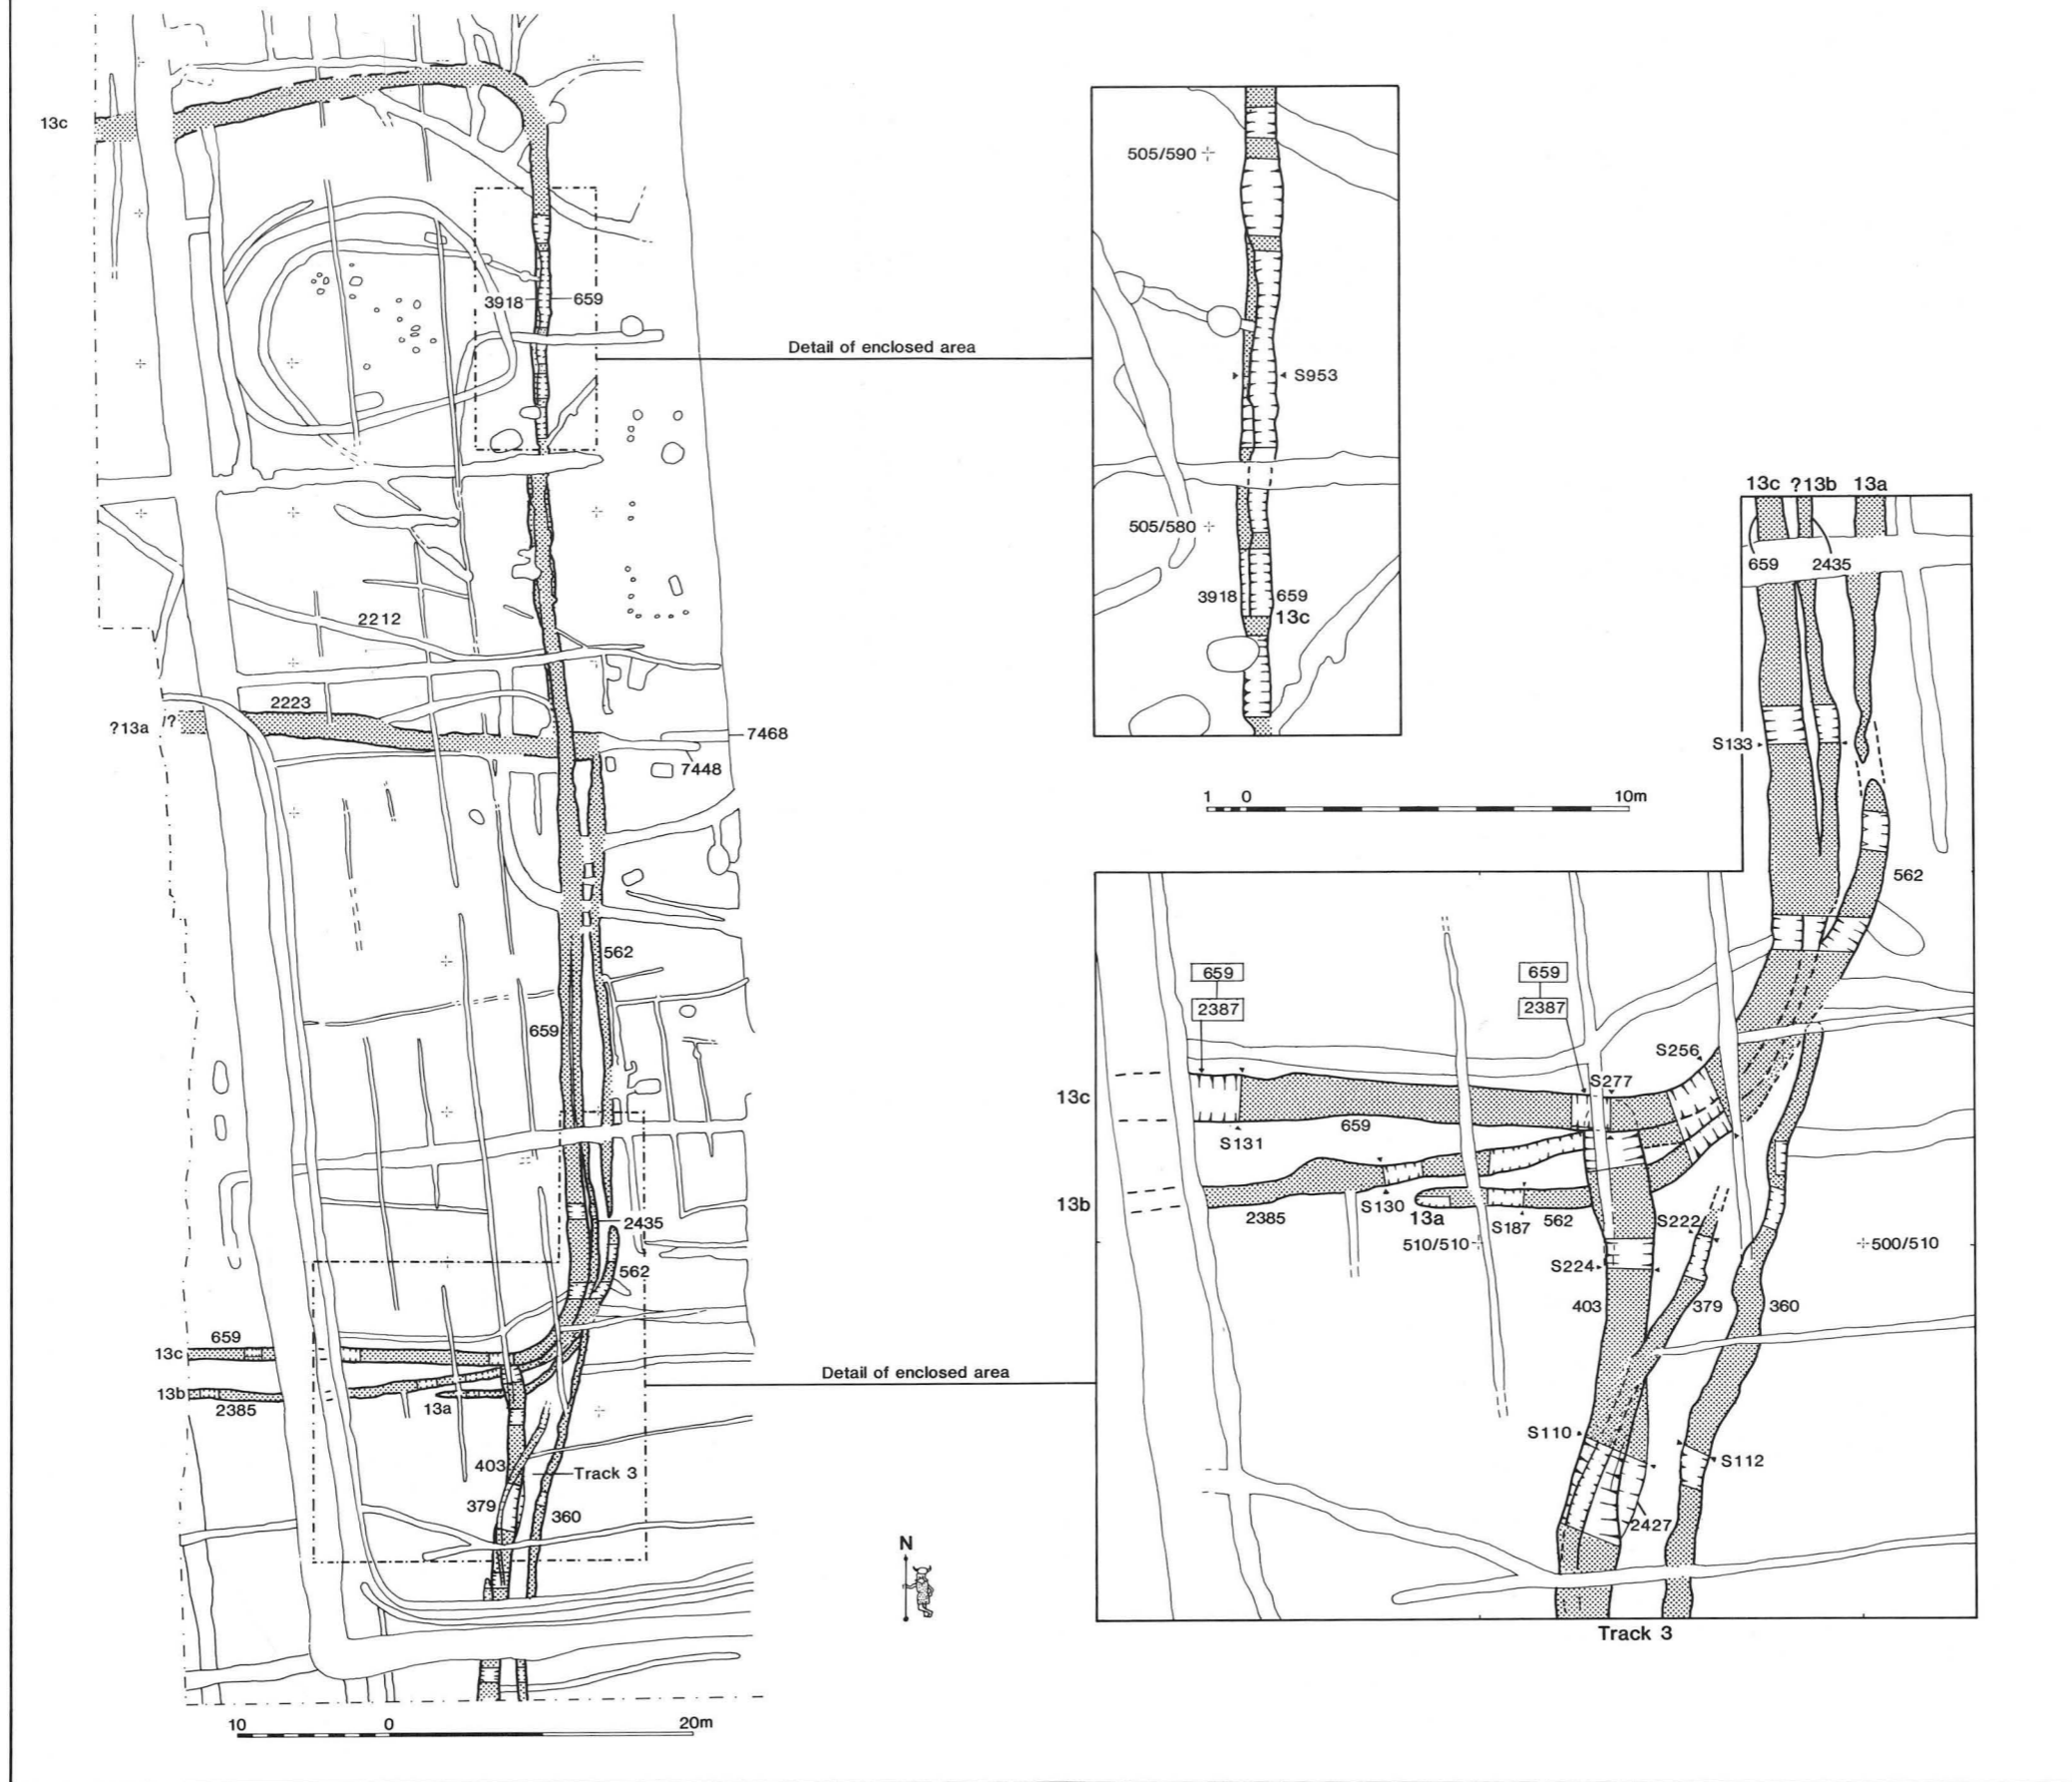 13c
3918
659
2212
2223
?13a
?
7468
7448
562
659
2435
562
659
13c
13b
2385
13a
403
Track 3
379
360
N
10 0 20m
Detail of enclosed area
505/590
S953
505/580
3918
659
13c
1 0 10m
Detail of enclosed area
13c ?13b 13a
659
2435
S133
562
659
2387
659
2387
S256
S277
13c
659
S131
13b
2385
S130
13a
S187
562
S222
510/510
500/510
S224
403
379
360
S110
S112
2427
Track 3